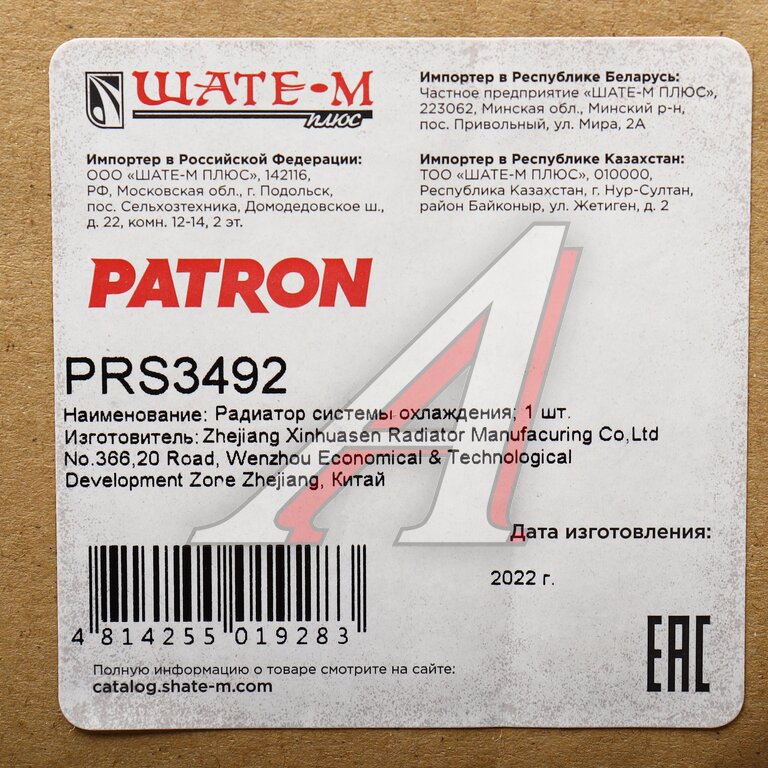 ШАТЕ-М
плюс
Импортер в Республике Беларусь:
Частное предприятие «ШАТЕ-М ПЛЮС»,
223062, Минская обл., Минский р-н,
пос. Привольный, ул. Мира, 2А
Импортер в Российской Федерации:
ООО «ШАТЕ-М ПЛЮС», 142116,
РФ, Московская обл., г. Подольск,
пос. Сельхозтехника, Домодедовское ш.,
д. 22, комн. 12-14, 2 эт.
Импортер в Республике Казахстан:
ТОО «ШАТЕ-М ПЛЮС», 010000,
Республика Казахстан, г. Нур-Султан,
район Байконыр, ул. Жетиген, д. 2
PATRON
PRS3492
Наименование: Радиатор системы охлаждения; 1 шт.
Изготовитель: Zhejiang Xinhuasen Radiator Manufacuring Co,Ltd
No.366,20 Road, Wenzhou Economical & Technological
Development Zone Zhejiang, Китай
Дата изготовления:
2022 г.
4 814255 019283
Полную информацию о товаре смотрите на сайте:
catalog.shate-m.com
EAC